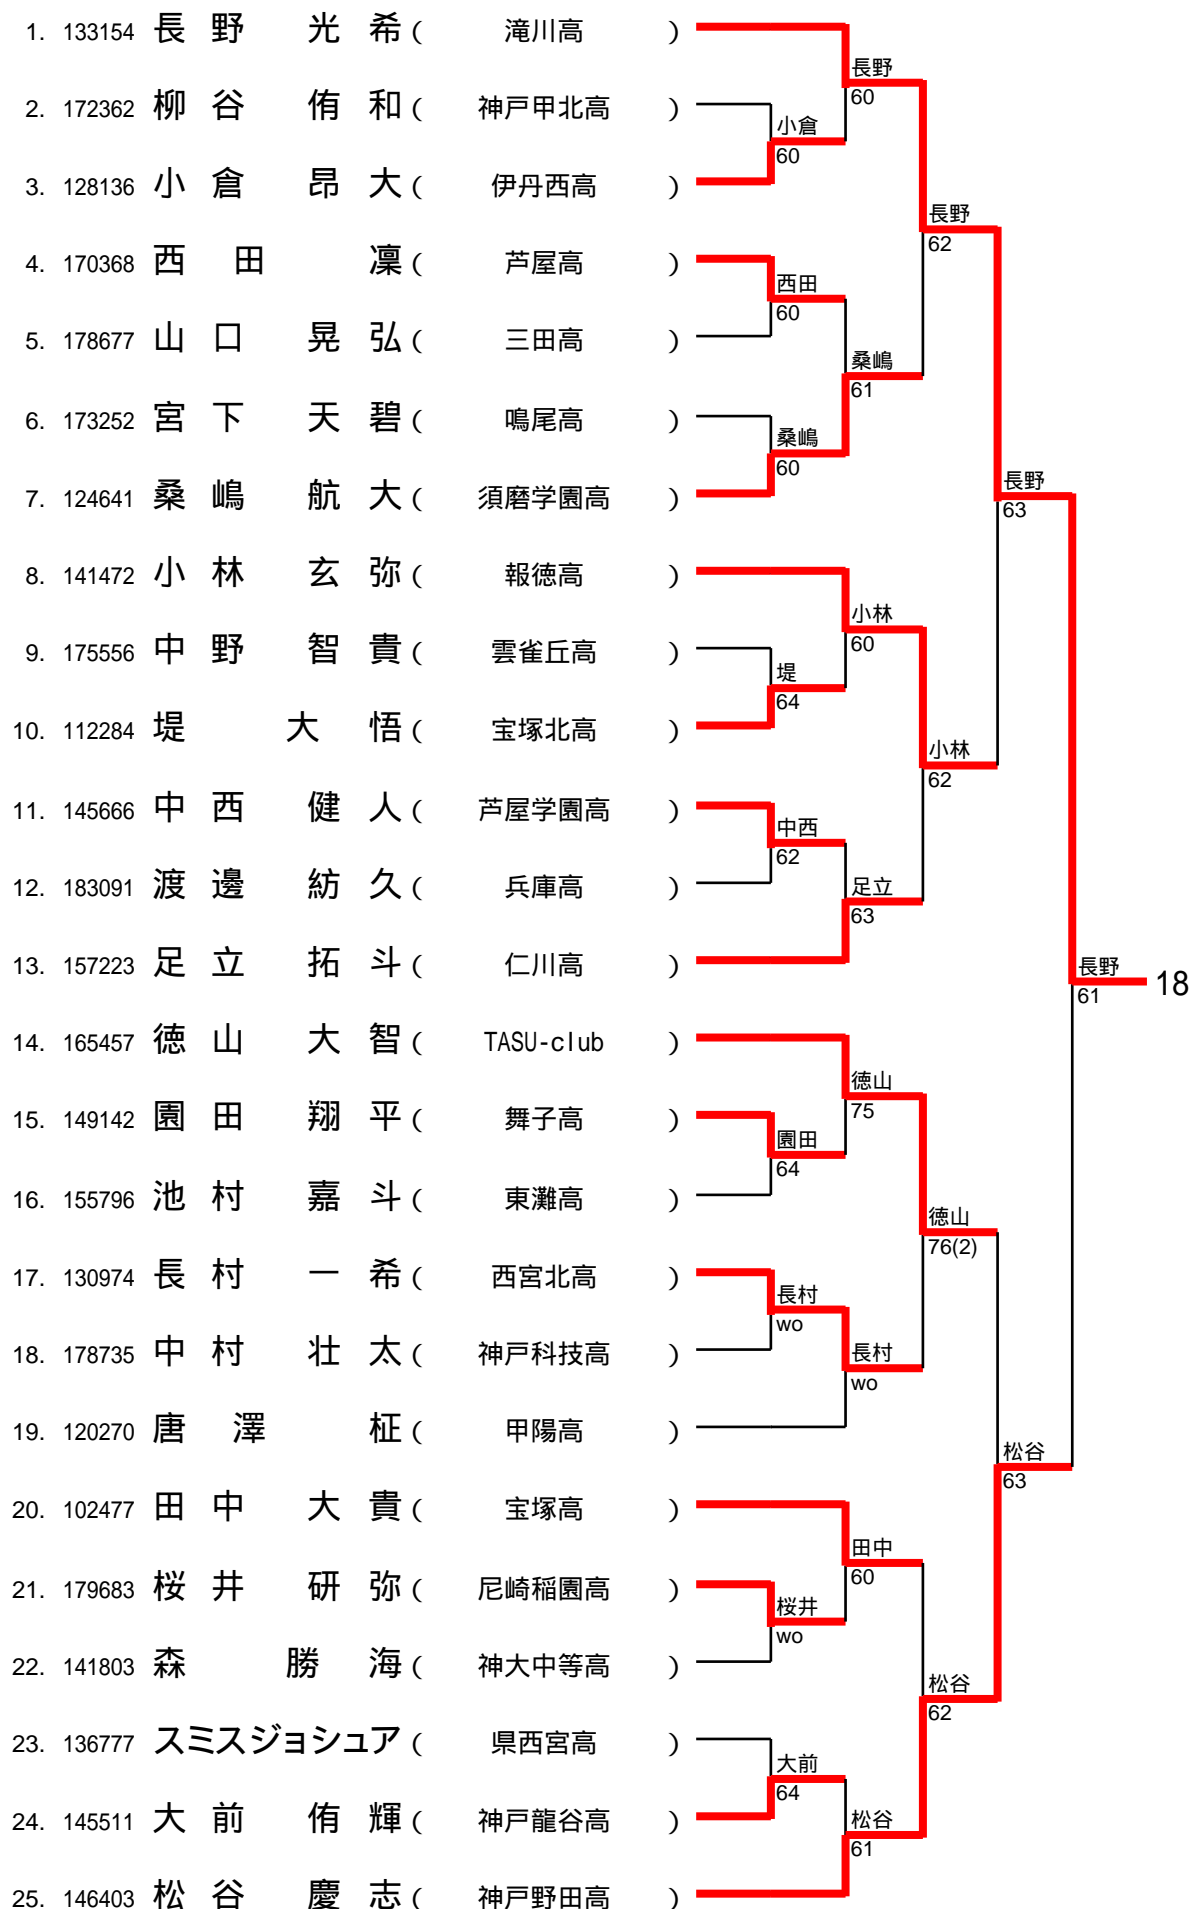 1. 133154 長野 光希 ( 滝川高 )
長野
2. 172362 柳谷 侑和 ( 神戸甲北高 )
60
小倉
60
3. 128136 小倉 昂大 ( 伊丹西高 )
長野
62
4. 170368 西田 凜 ( 芦屋高 )
西田
60
5. 178677 山口 晃弘 ( 三田高 )
桑嶋
61
6. 173252 宮下 天碧 ( 鳴尾高 )
桑嶋
60
7. 124641 桑嶋 航大 ( 須磨学園高 )
長野
63
8. 141472 小林 玄弥 ( 報徳高 )
小林
60
9. 175556 中野 智貴 ( 雲雀丘高 )
堤
64
10. 112284 堤 大悟 ( 宝塚北高 )
小林
62
11. 145666 中西 健人 ( 芦屋学園高 )
中西
62
12. 183091 渡邊 紡久 ( 兵庫高 )
足立
63
13. 157223 足立 拓斗 ( 仁川高 )
長野
61
18
14. 165457 徳山 大智 ( TASU-club )
徳山
75
15. 149142 園田 翔平 ( 舞子高 )
園田
64
16. 155796 池村 嘉斗 ( 東灘高 )
徳山
76(2)
17. 130974 長村 一希 ( 西宮北高 )
長村
wo
18. 178735 中村 壮太 ( 神戸科技高 )
長村
wo
19. 120270 唐澤 柾 ( 甲陽高 )
松谷
63
20. 102477 田中 大貴 ( 宝塚高 )
田中
60
21. 179683 桜井 研弥 ( 尼崎稲園高 )
桜井
wo
22. 141803 森 勝海 ( 神大中等高 )
松谷
62
23. 136777 スミスジョシュア ( 県西宮高 )
大前
64
24. 145511 大前 侑輝 ( 神戸龍谷高 )
松谷
61
25. 146403 松谷 慶志 ( 神戸野田高 )